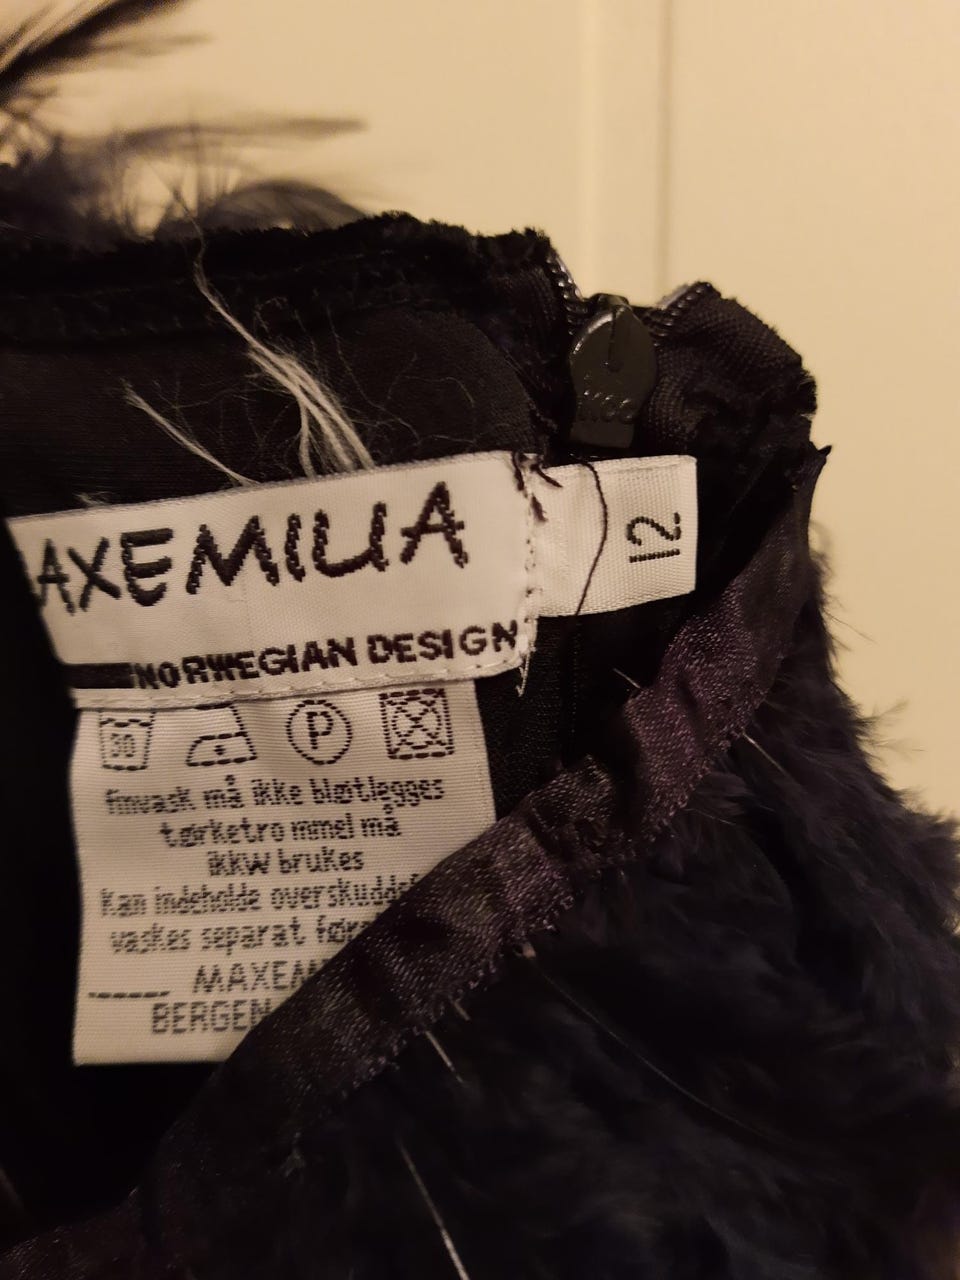 AXEMILIA
NORWEGIAN DESIGN
12
30
P
finvask må ikke bløtlegges
tørketro mmel må
ikkw brukes
Kan indeholde overskudds
vaskes separat før
MAXEM
BERGEN